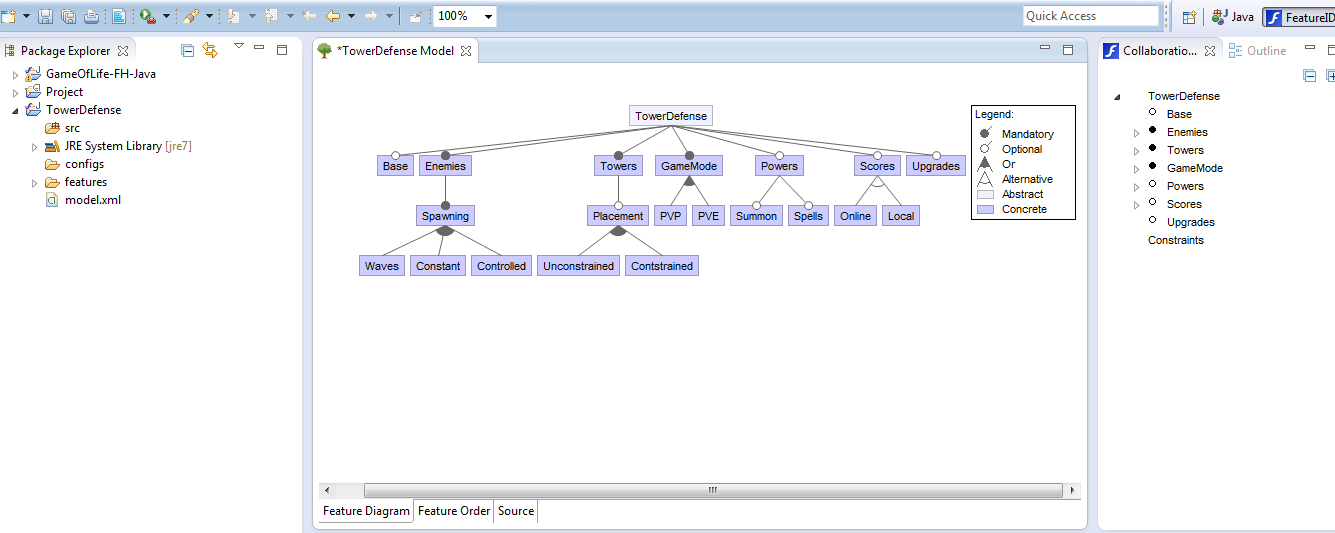 100%
Quick Access
Java
FeatureID
Package Explorer
GameOfLife-FH-Java
Project
TowerDefense
src
JRE System Library [jre7]
configs
features
model.xml
*TowerDefense Model
TowerDefense
Base Enemies Towers GameMode Powers Scores Upgrades
Spawning Placement PVP PVE Summon Spells Online Local
Waves Constant Controlled Unconstrained Contstrained
Legend:
Mandatory
Optional
Or
Alternative
Abstract
Concrete
Feature Diagram Feature Order Source
Collaboratio... Outline
TowerDefense
Base
Enemies
Towers
GameMode
Powers
Scores
Upgrades
Constraints